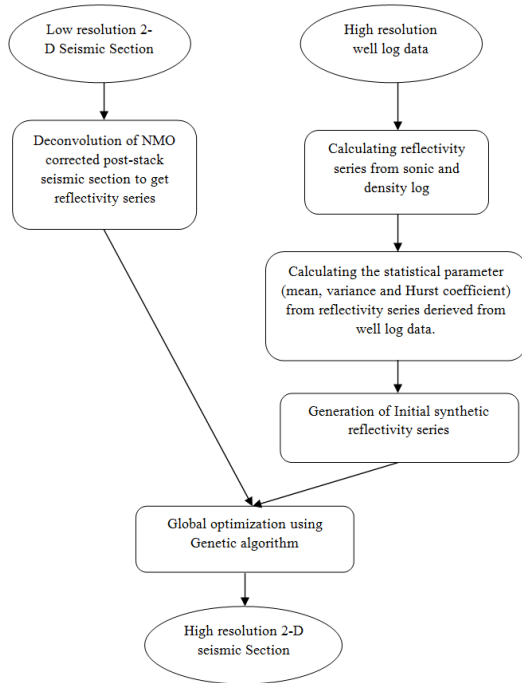 Low resolution 2-
D Seismic Section
High resolution
well log data
Deconvolution of NMO
corrected post-stack
seismic section to get
reflectivity series
Calculating reflectivity
series from sonic and
density log
Calculating the statistical parameter
(mean, variance and Hurst coefficient)
from reflectivity series derieved from
well log data.
Generation of Initial synthetic
reflectivity series
Global optimization using
Genetic algorithm
High resolution 2-D
seismic Section